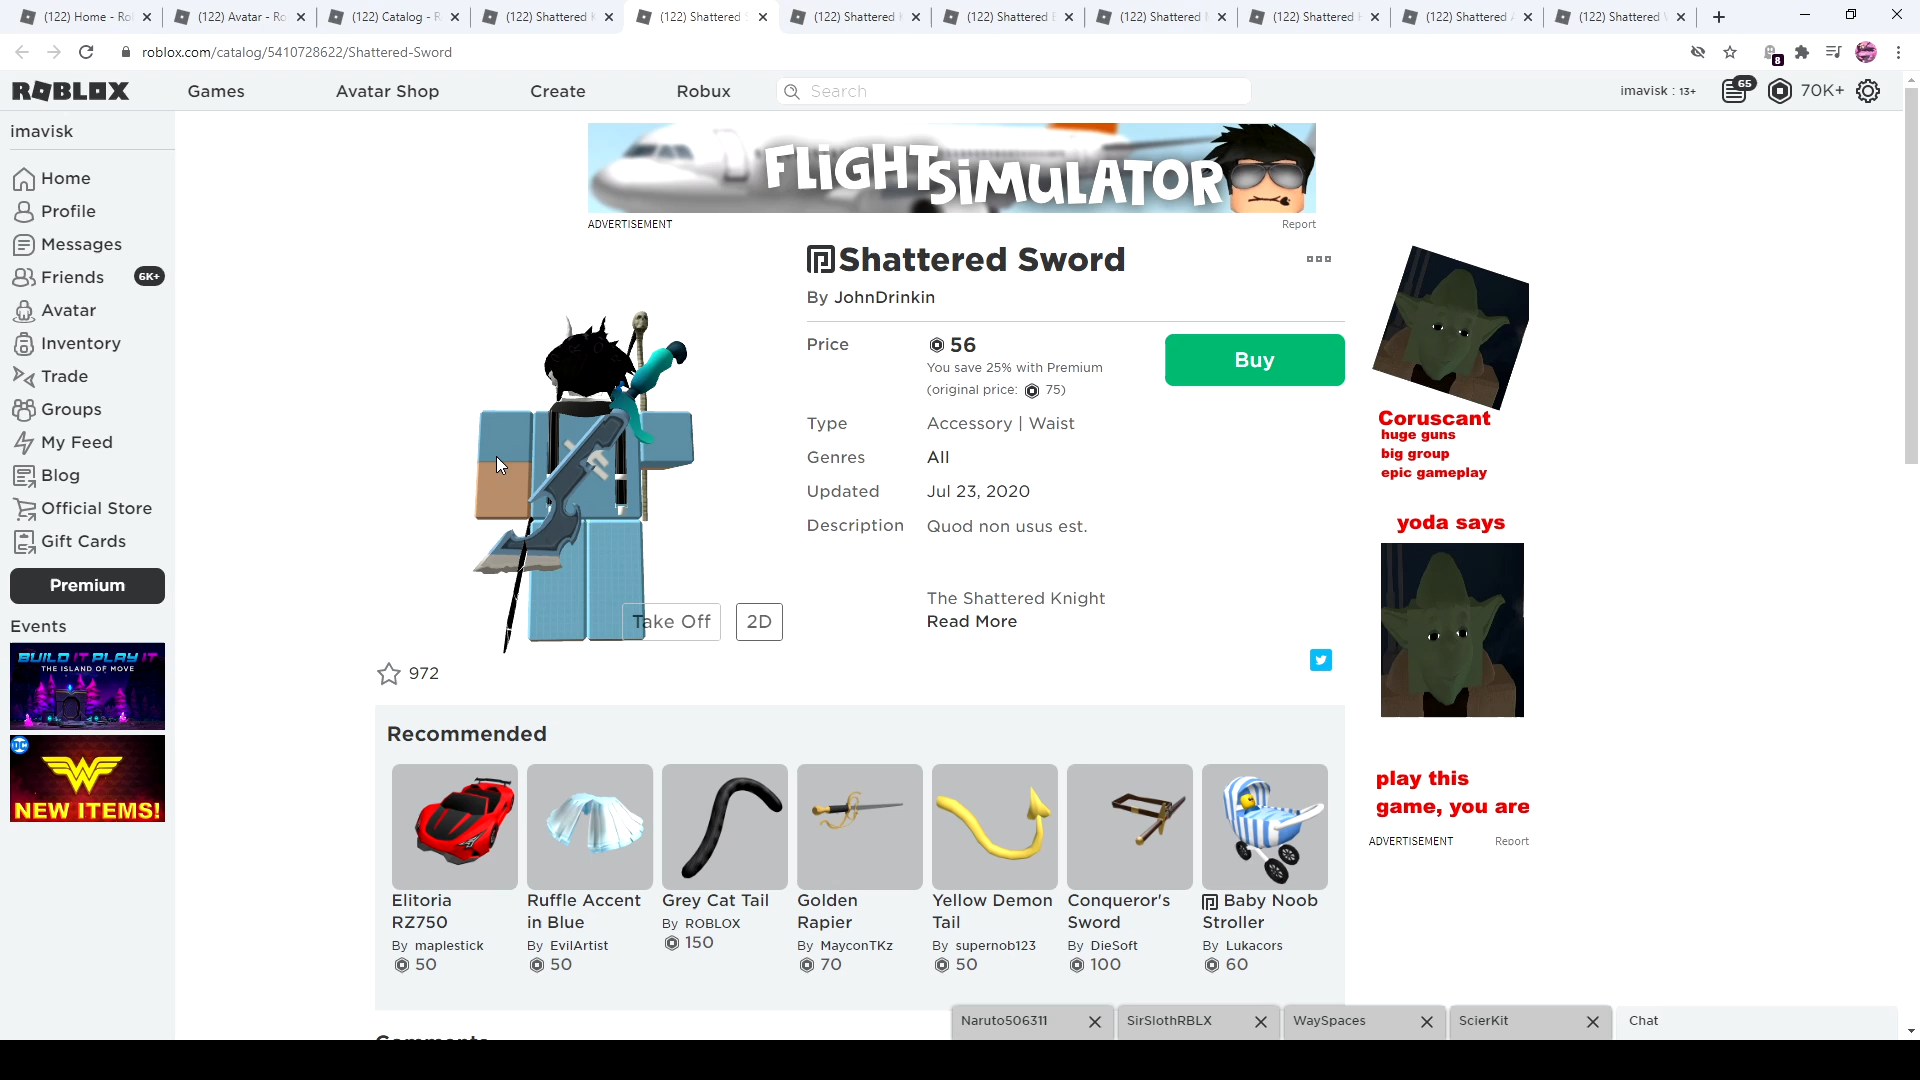 (122) Home - Ro
(122) Avatar - Ro
(122) Catalog - R
(122) Shattered
(122) Shattered
(122) Shattered
(122) Shattered
(122) Shattered
(122) Shattered
(122) Shattered
(122) Shattered
roblox.com/catalog/5410728622/Shattered-Sword
8
ROBLOX
Games
Avatar Shop
Create
Robux
Search
imavisk : 13+
65
70K+
imavisk
Home
Profile
Messages
Friends
6K+
Avatar
Inventory
Trade
Groups
My Feed
Blog
Official Store
Gift Cards
Premium
Events
BUILD IT PLAY IT
THE ISLAND OF MOVE
DC
NEW ITEMS!
FLiGHT SiMULATOR
ADVERTISEMENT
Report
Shattered Sword
By JohnDrinkin
Price
56
You save 25% with Premium
(original price: 75)
Buy
Type
Accessory | Waist
Genres
All
Updated
Jul 23, 2020
Description
Quod non usus est.
The Shattered Knight
Read More
Take Off
2D
972
Coruscant
huge guns
big group
epic gameplay
yoda says
play this
game, you are
ADVERTISEMENT
Report
Recommended
Elitoria
RZ750
By maplestick
50
Ruffle Accent
in Blue
By EvilArtist
50
Grey Cat Tail
By ROBLOX
150
Golden
Rapier
By MayconTKz
70
Yellow Demon
Tail
By supernob123
50
Conqueror's
Sword
By DieSoft
100
Baby Noob
Stroller
By Lukacors
60
Comments
Naruto506311
SirSlothRBLX
WaySpaces
ScierKit
Chat